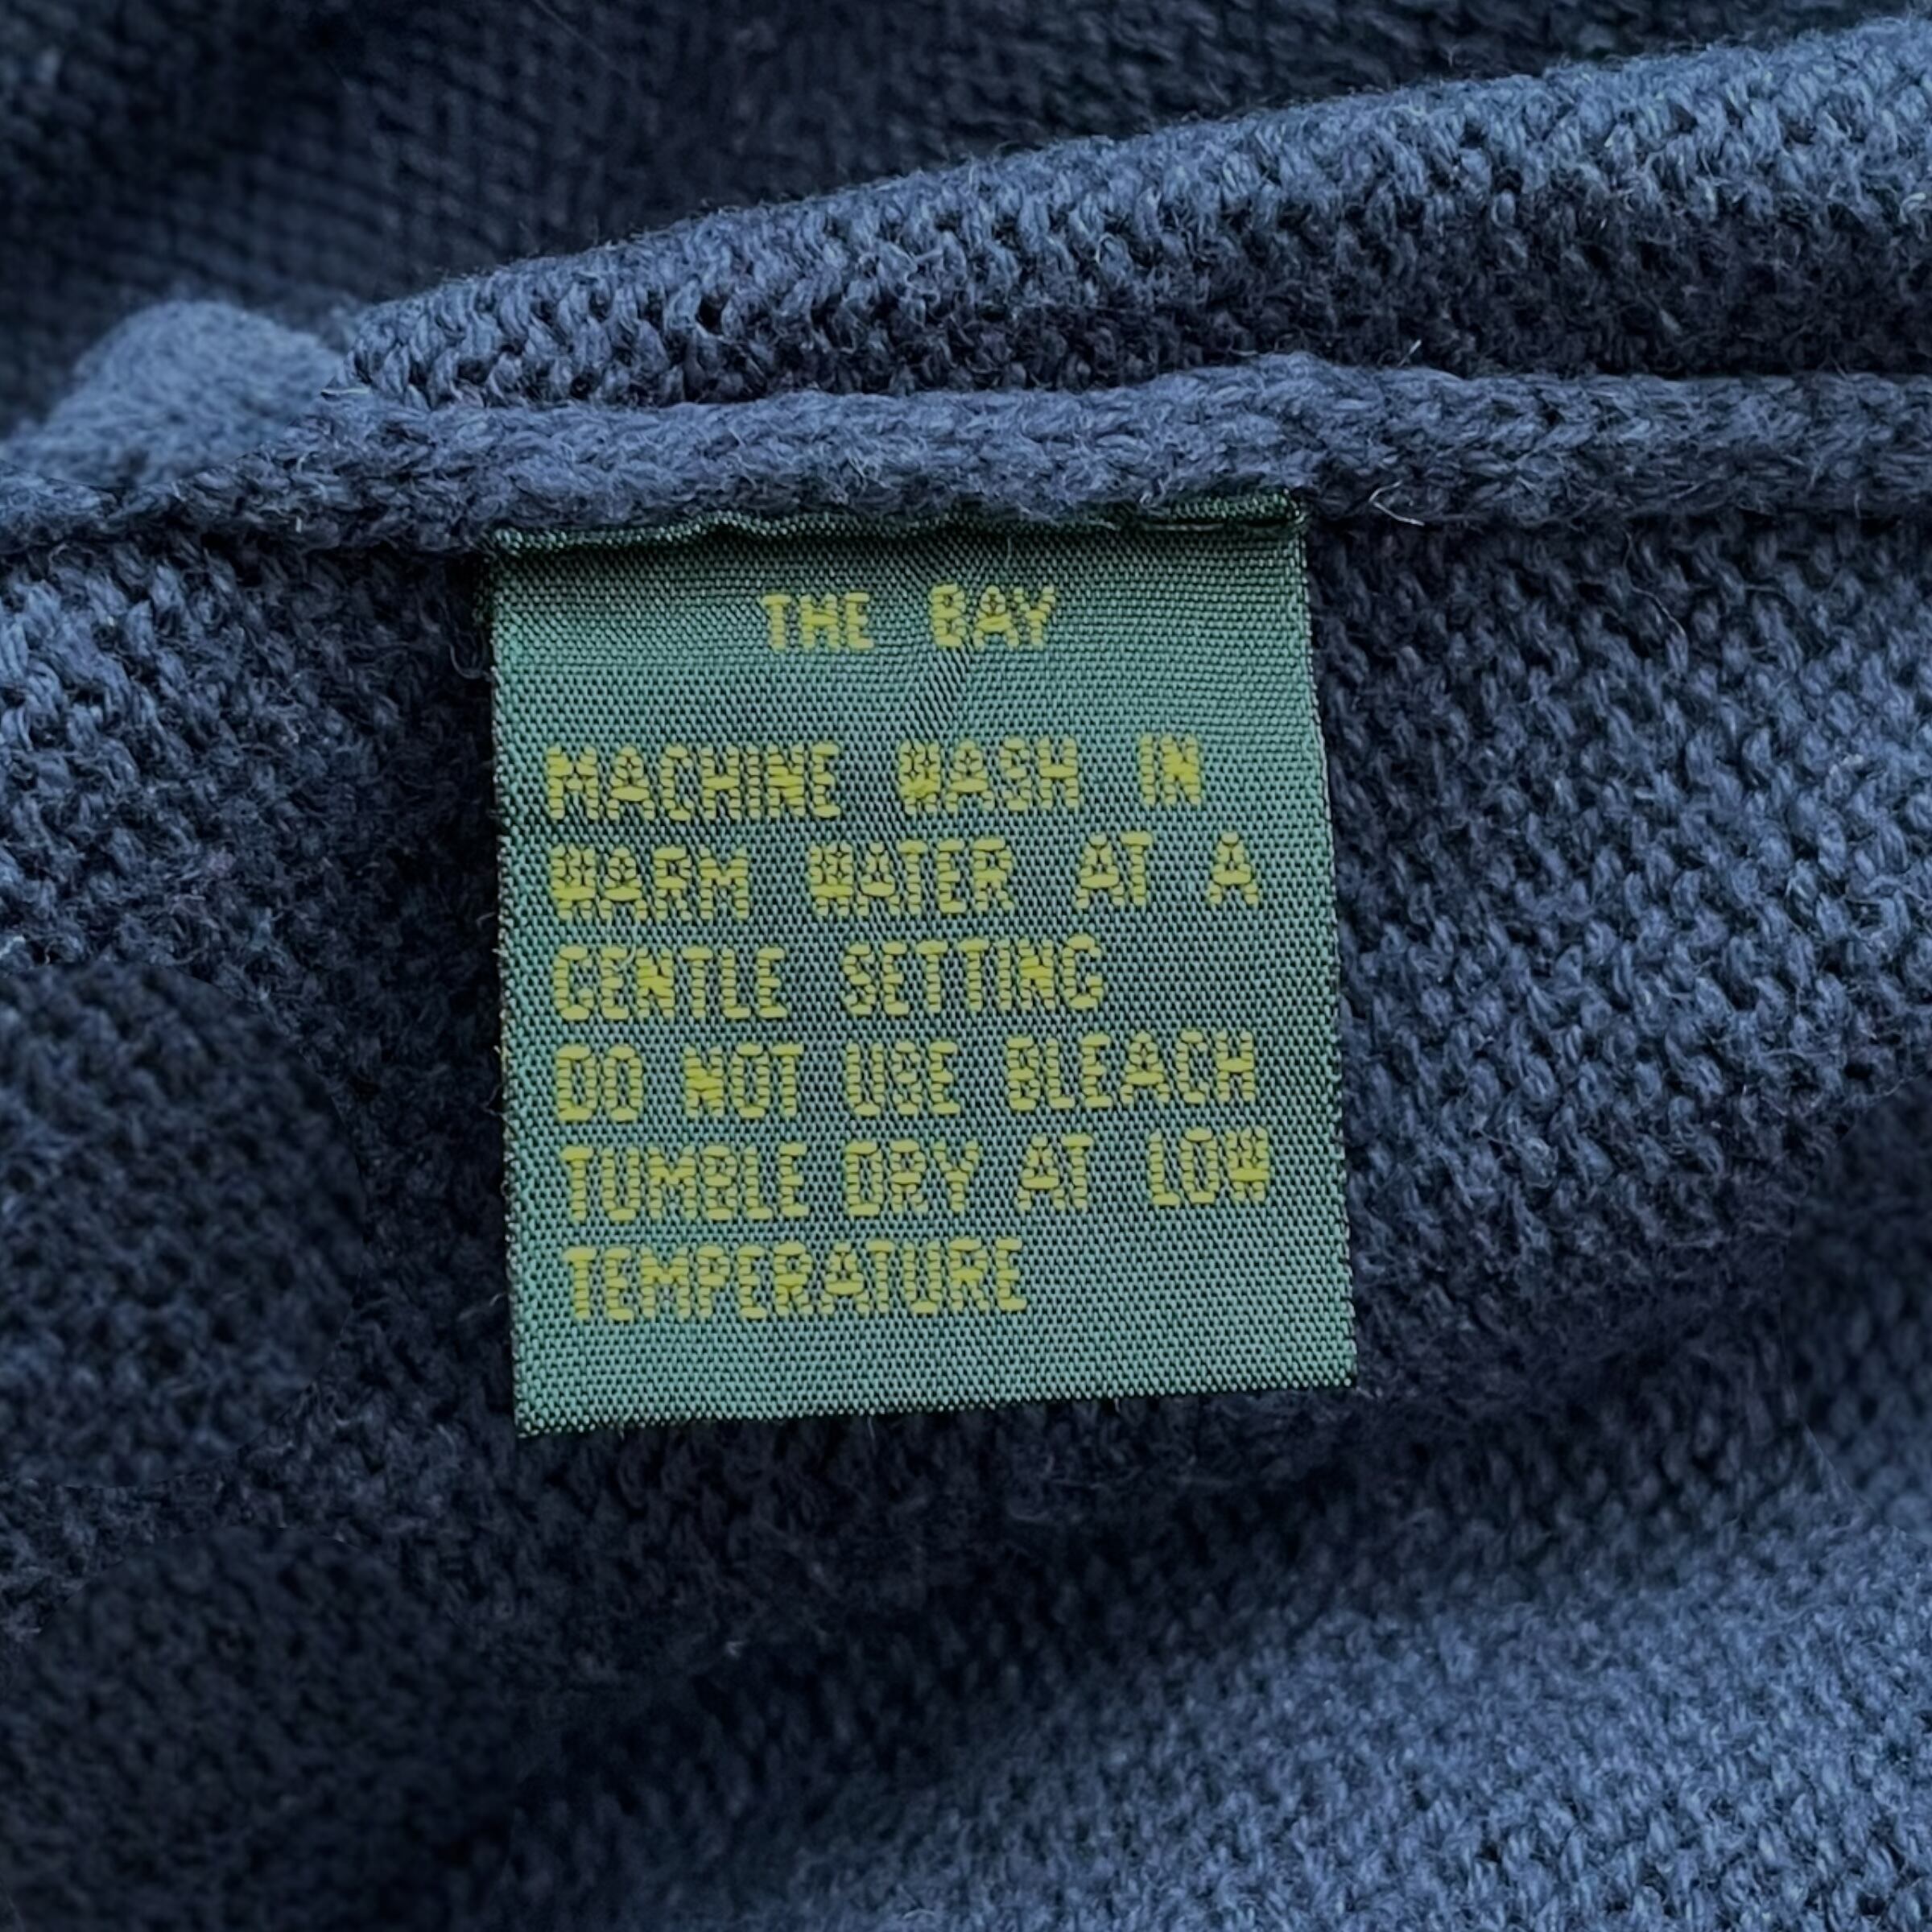 THE BAY
MACHINE WASH IN
WARM WATER AT A
GENTLE SETTING
DO NOT USE BLEACH
TUMBLE DRY AT LOW
TEMPERATURE